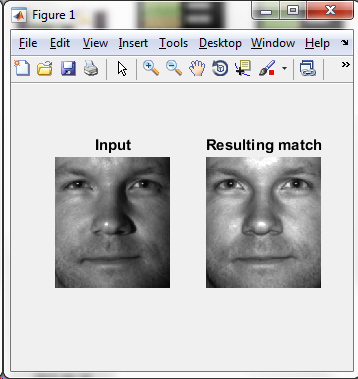 Figure 1
File Edit View Insert Tools Desktop Window Help
Input Resulting match